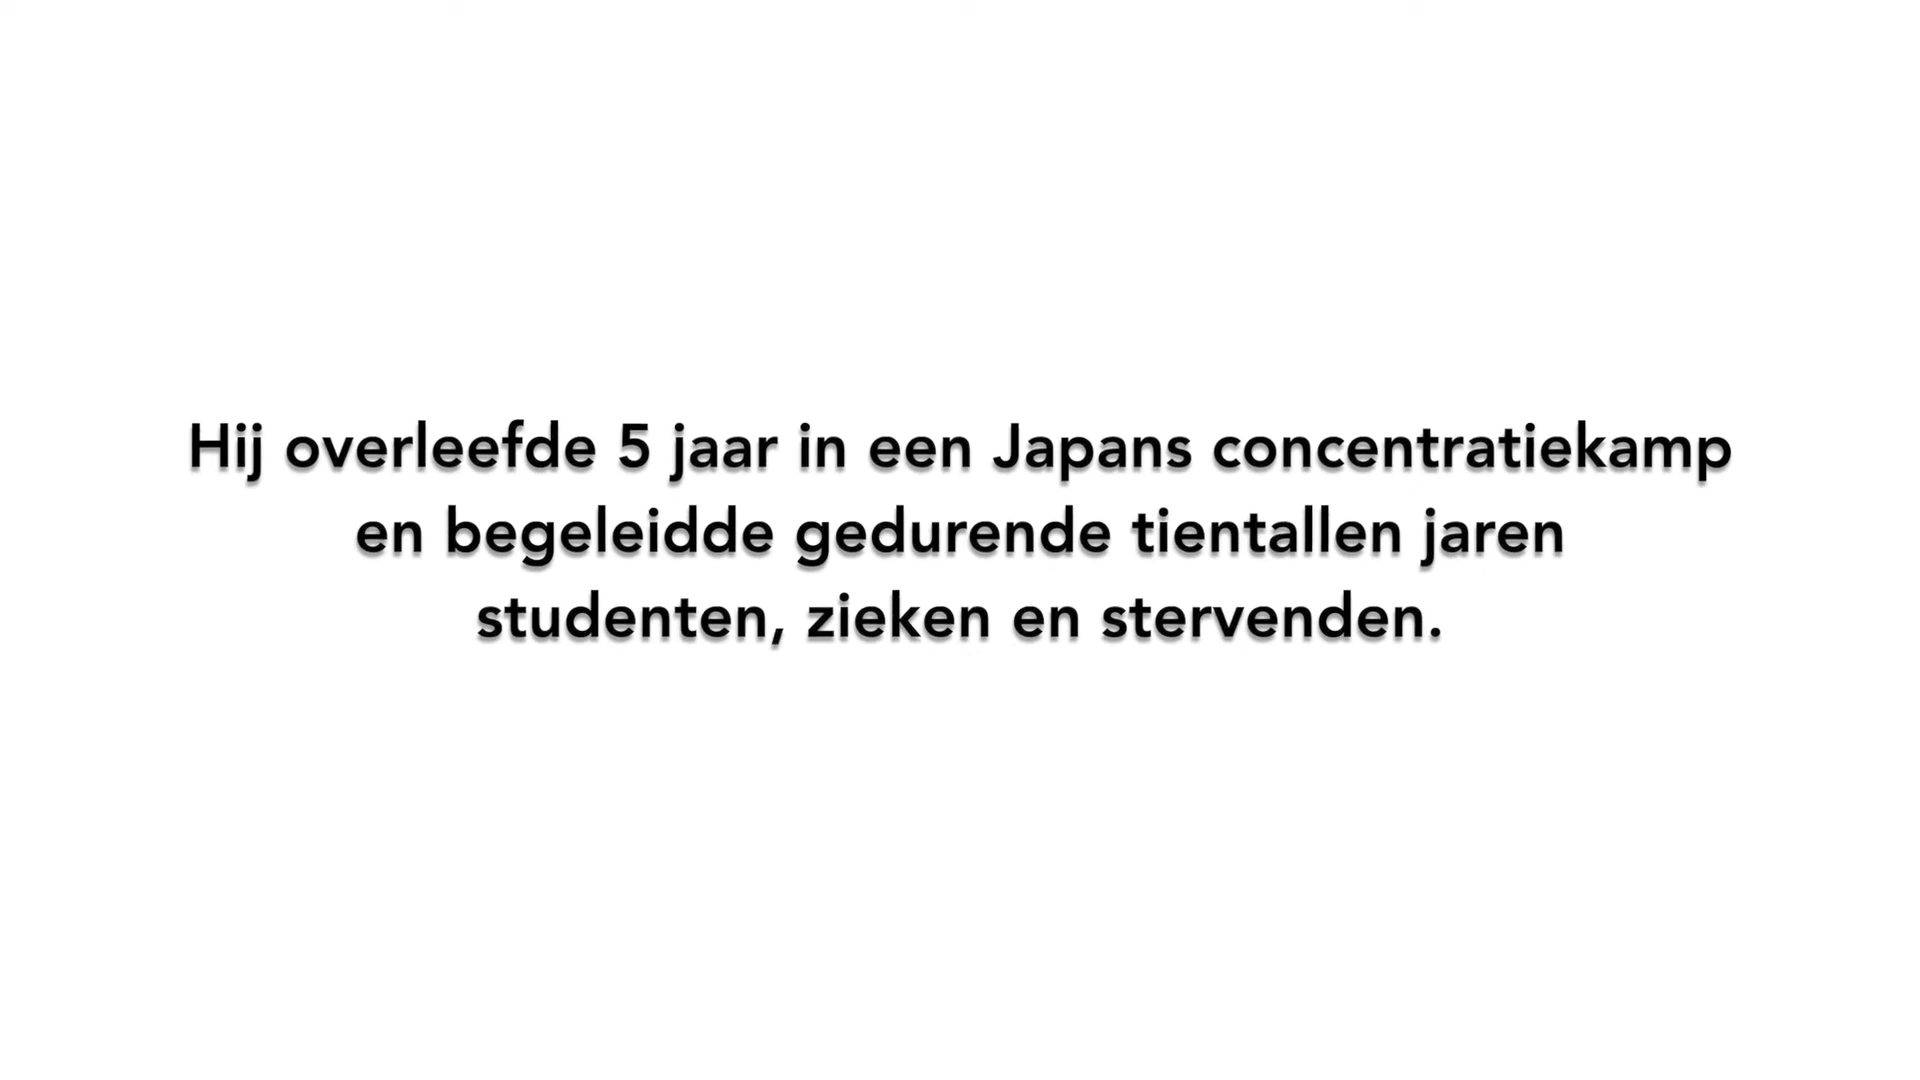 Hij overleefde 5 jaar in een Japans concentratiekamp
en begeleidde gedurende tientallen jaren
studenten, zieken en stervenden.